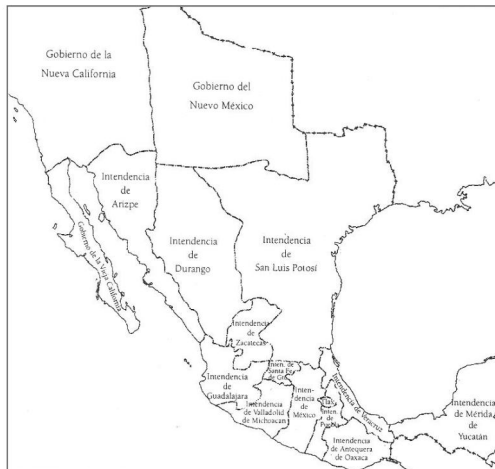 Gobierno de la
Nueva California
Gobierno del
Nuevo México
Intendencia
de
Arizpe
Gobierno de la Vieja California
Intendencia
de
Durango
Intendencia
de
San Luis Potosí
Intendencia
de
Zacatecas
Intendencia
de
Guadalajara
Inten. de
Santa Fe
de
Intendencia
de Valladolid
de Michuacan
Inten-
dencia
de
México
Tlax.
Inten.
de
Puebla
Intendencia de Veracruz
Intendencia
de Antequera
de Oaxaca
Intendencia
de Mérida
de
Yucatán